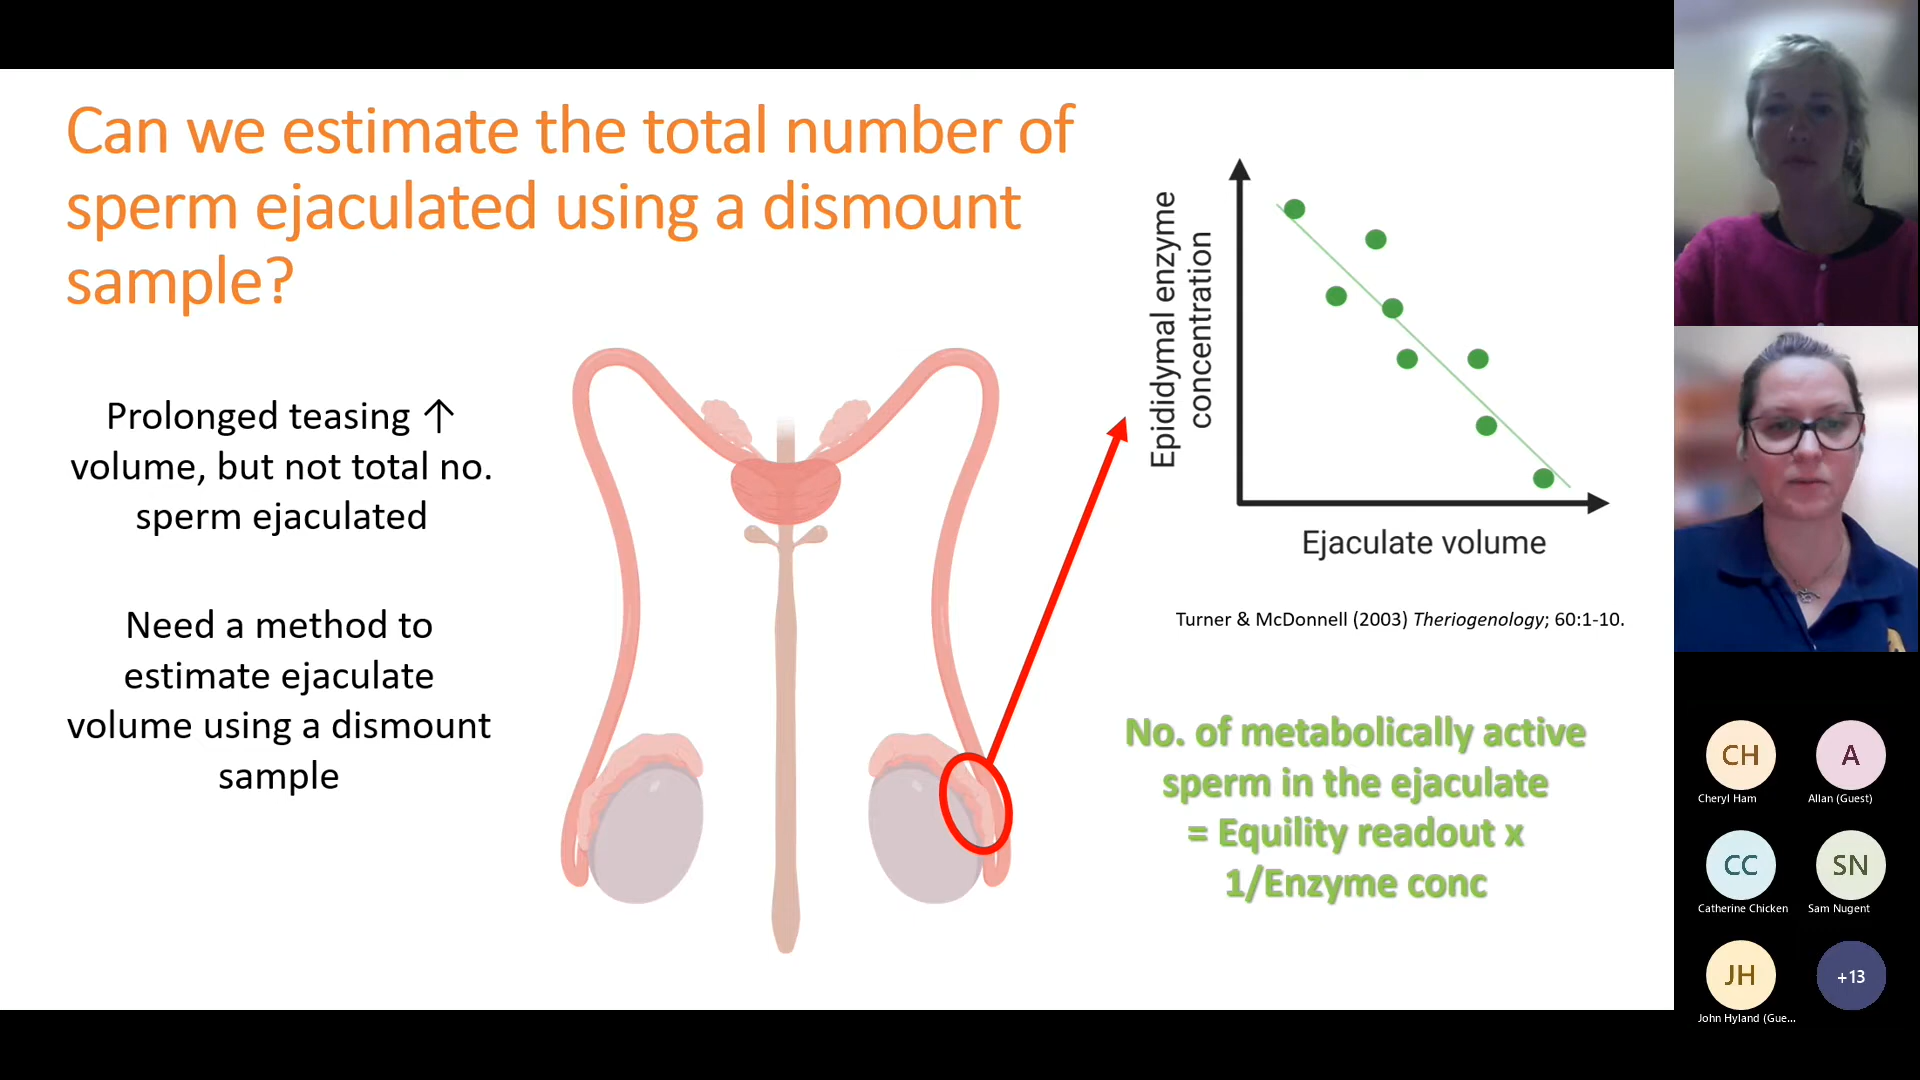 Can we estimate the total number of
sperm ejaculated using a dismount
sample?
Prolonged teasing ↑
volume, but not total no.
sperm ejaculated
Need a method to
estimate ejaculate
volume using a dismount
sample
Epididymal enzyme
concentration
Ejaculate volume
Turner & McDonnell (2003) Theriogenology; 60:1-10.
No. of metabolically active
sperm in the ejaculate
= Equility readout x
1/Enzyme conc
CH
Cheryl Ham
A
Allan (Guest)
CC
Catherine Chicken
SN
Sam Nugent
JH
John Hyland (Gue...
+13